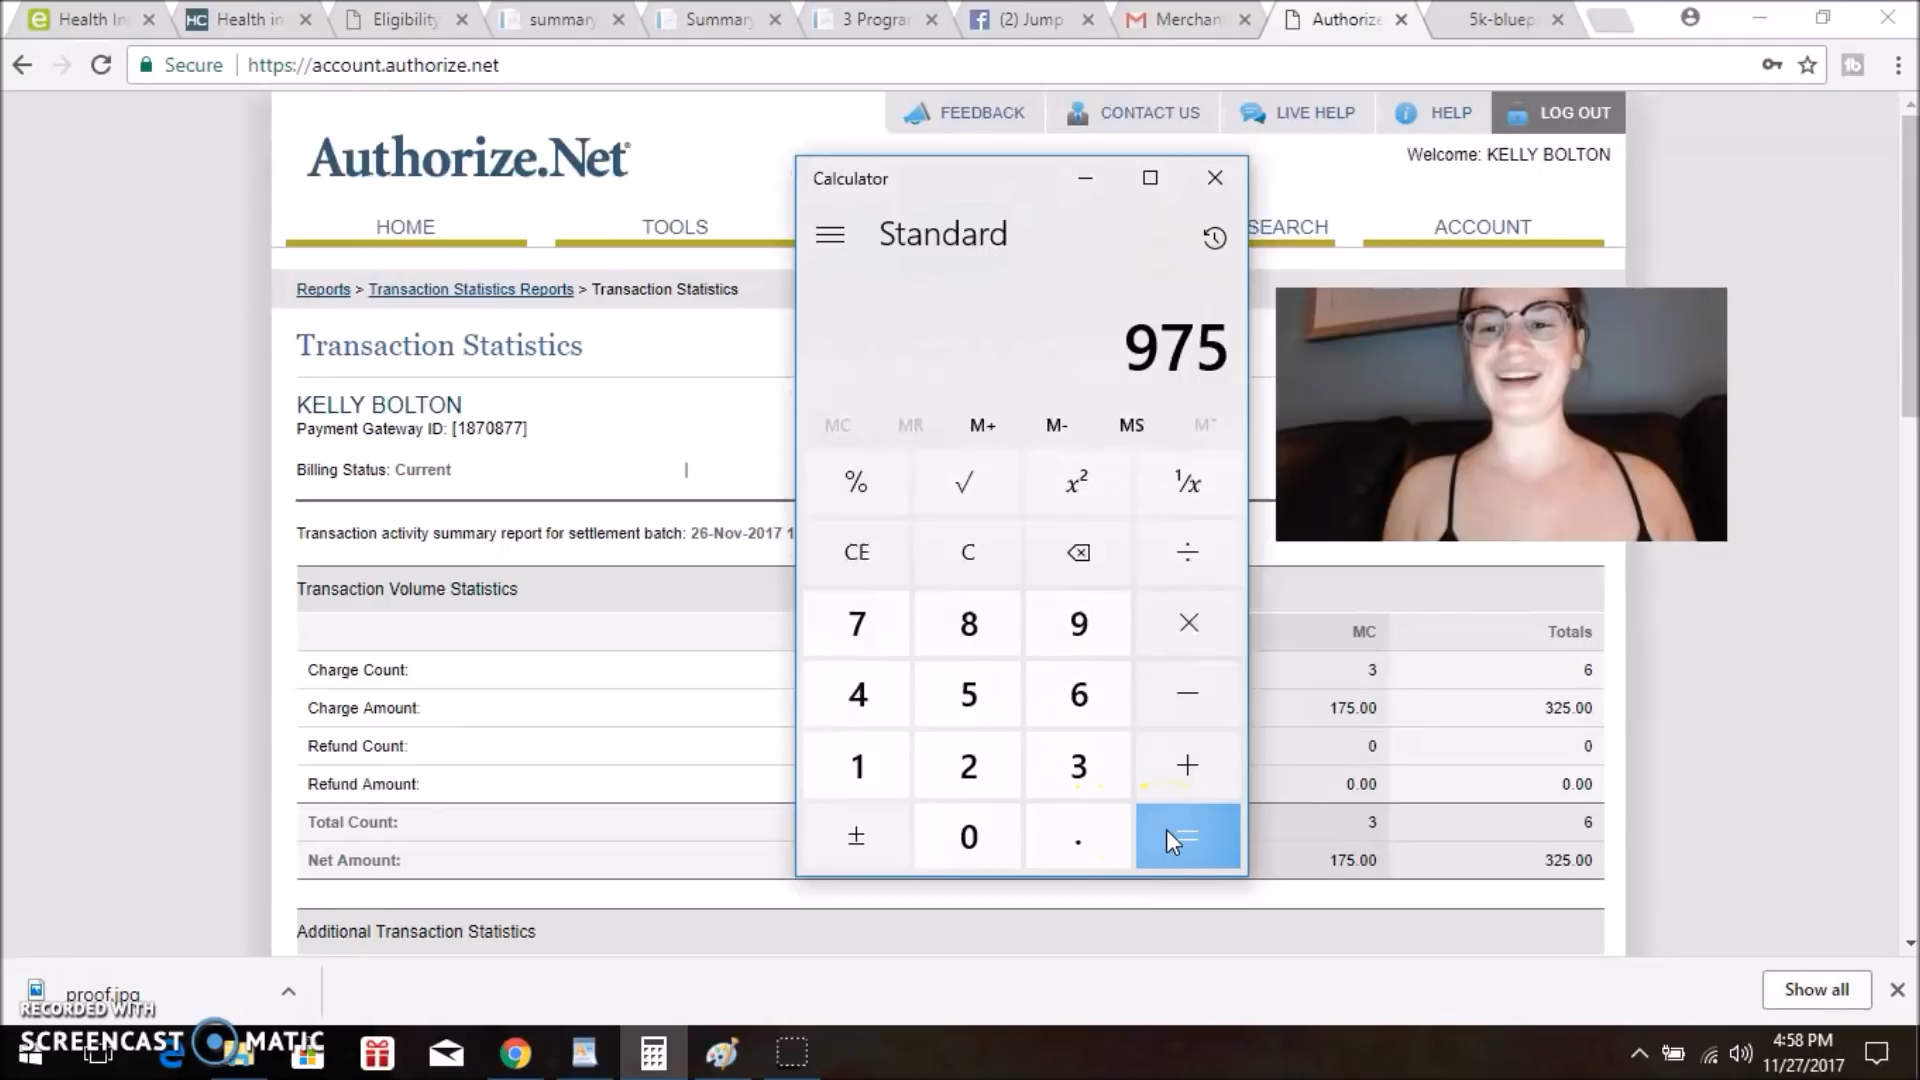 Health In
HC Health in
Eligibility
summary
Summary
3 Progra
(2) Jump
Merchan
Authorize
5k-bluep
Secure | https://account.authorize.net
FEEDBACK
CONTACT US
LIVE HELP
HELP
LOG OUT
Authorize.Net
Welcome: KELLY BOLTON
HOME
TOOLS
SEARCH
ACCOUNT
Reports > Transaction Statistics Reports > Transaction Statistics
Transaction Statistics
KELLY BOLTON
Payment Gateway ID: [1870877]
Billing Status: Current |
Transaction activity summary report for settlement batch: 26-Nov-2017 1
Transaction Volume Statistics
MC Totals
Charge Count: 3 6
Charge Amount: 175.00 325.00
Refund Count: 0 0
Refund Amount: 0.00 0.00
Total Count: 3 6
Net Amount: 175.00 325.00
Additional Transaction Statistics
Calculator
Standard
975
MC MR M+ M- MS M˅
% √ x² ¹/x
CE C ÷
7 8 9 ×
4 5 6 −
1 2 3 +
± 0 . =
proof.jpg
Show all
RECORDED WITH
SCREENCAST MATIC
4:58 PM
11/27/2017